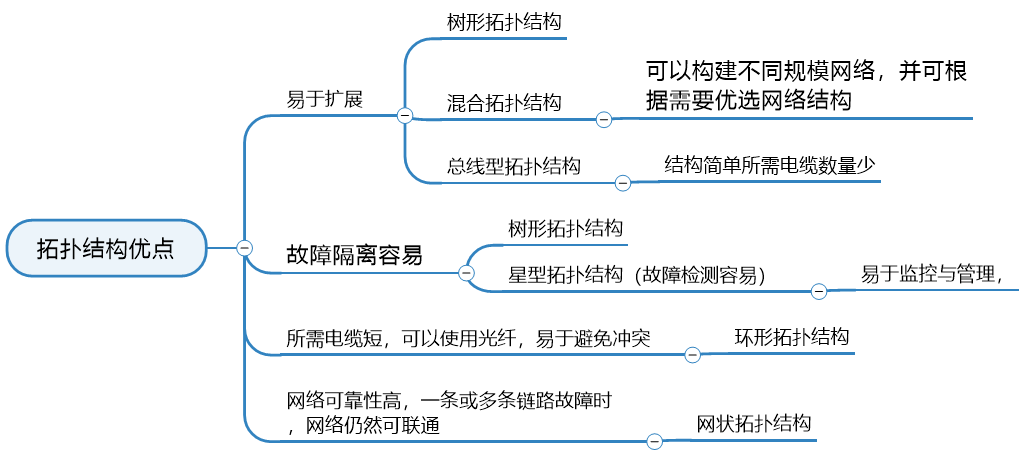 拓扑结构优点
易于扩展
树形拓扑结构
混合拓扑结构
可以构建不同规模网络，并可根
据需要优选网络结构
总线型拓扑结构
结构简单所需电缆数量少
故障隔离容易
树形拓扑结构
星型拓扑结构（故障检测容易）
易于监控与管理，
所需电缆短，可以使用光纤，易于避免冲突
环形拓扑结构
网络可靠性高，一条或多条链路故障时
，网络仍然可联通
网状拓扑结构